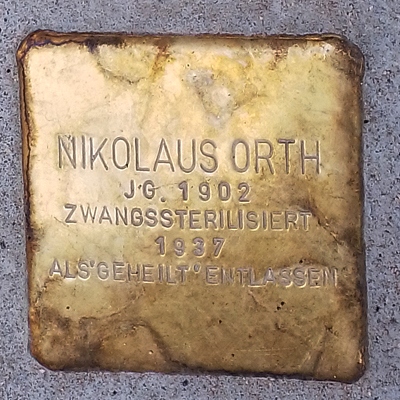 NIKOLAUS ORTH
JG. 1902
ZWANGSSTERILISIERT
1937
ALS "GEHEILT" ENTLASSEN